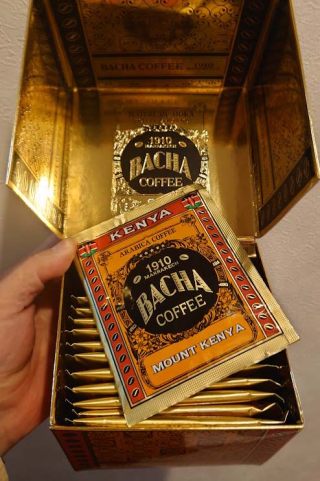 BACHA COFFEE
1910
MARRAKECH
BACHA
COFFEE
KENYA
ARABICA COFFEE
1910
MARRAKECH
BACHA
COFFEE
MOUNT KENYA